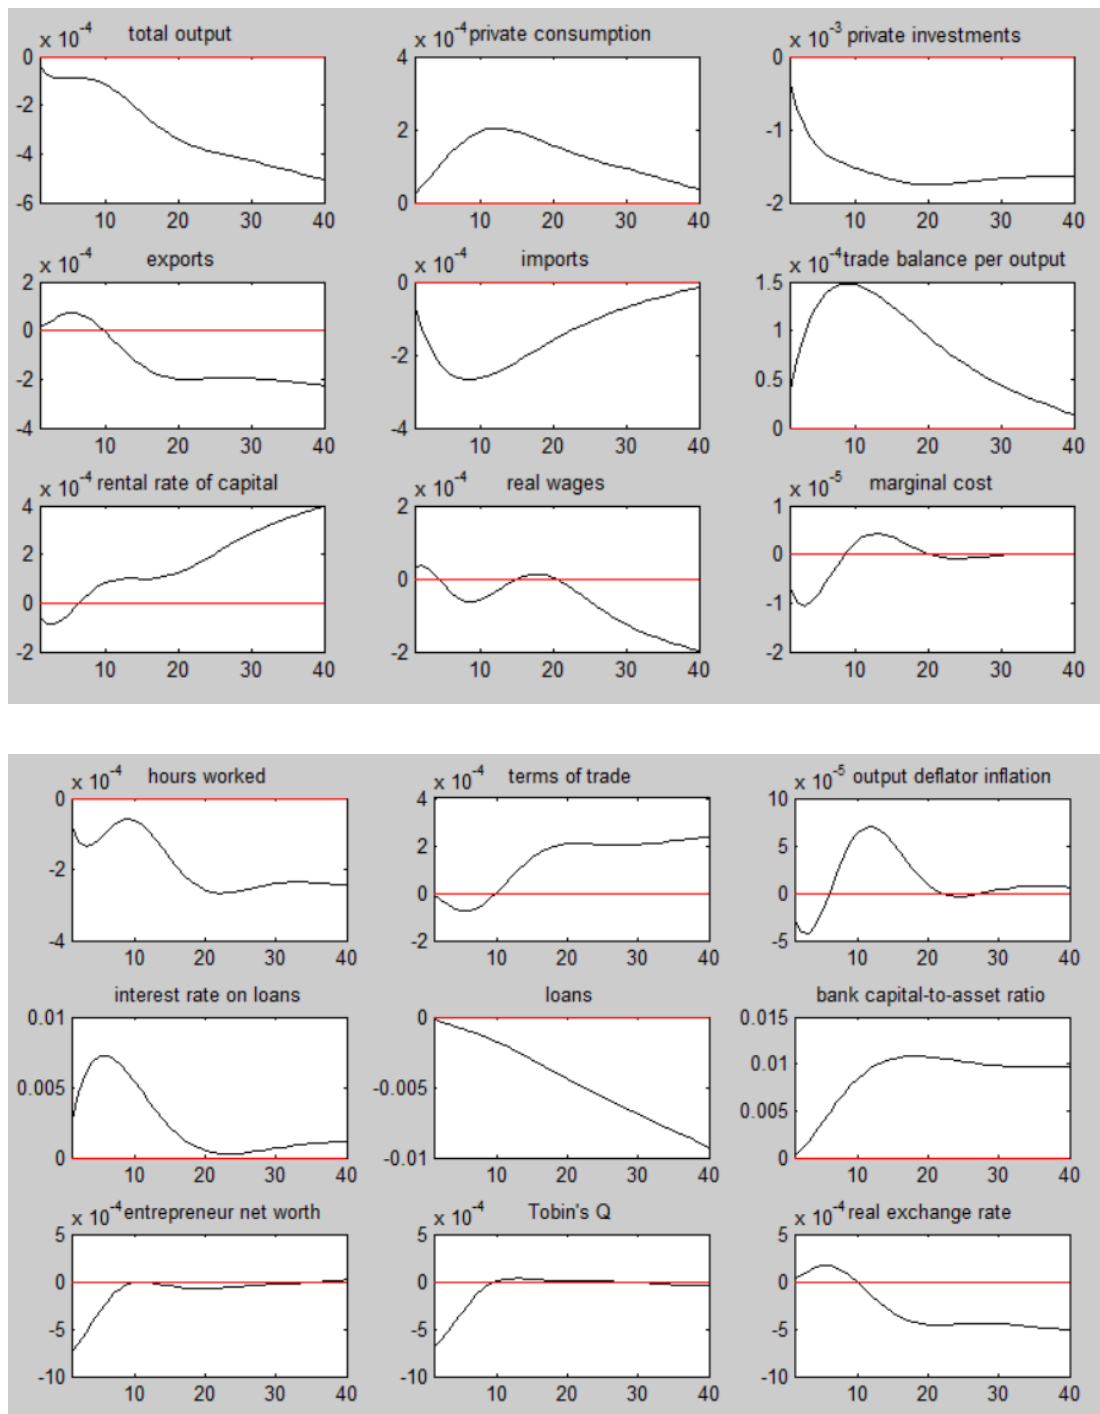 x 10-4 total output
0
-2
-4
-6
10 20 30 40
x 10-4 private consumption
4
2
0
10 20 30 40
x 10-3 private investments
0
-1
-2
10 20 30 40
x 10-4 exports
2
0
-2
-4
10 20 30 40
x 10-4 imports
0
-2
-4
10 20 30 40
x 10-4 trade balance per output
1.5
1
0.5
0
10 20 30 40
x 10-4 rental rate of capital
4
2
0
-2
10 20 30 40
x 10-4 real wages
2
0
-2
10 20 30 40
x 10-5 marginal cost
1
0
-1
-2
10 20 30 40
x 10-4 hours worked
0
-2
-4
10 20 30 40
x 10-4 terms of trade
4
2
0
-2
10 20 30 40
x 10-5 output deflator inflation
10
5
0
-5
10 20 30 40
interest rate on loans
0.01
0.005
0
10 20 30 40
loans
0
-0.005
-0.01
10 20 30 40
bank capital-to-asset ratio
0.015
0.01
0.005
0
10 20 30 40
x 10-4 entrepreneur net worth
5
0
-5
-10
10 20 30 40
x 10-4 Tobin's Q
5
0
-5
-10
10 20 30 40
x 10-4 real exchange rate
5
0
-5
-10
10 20 30 40